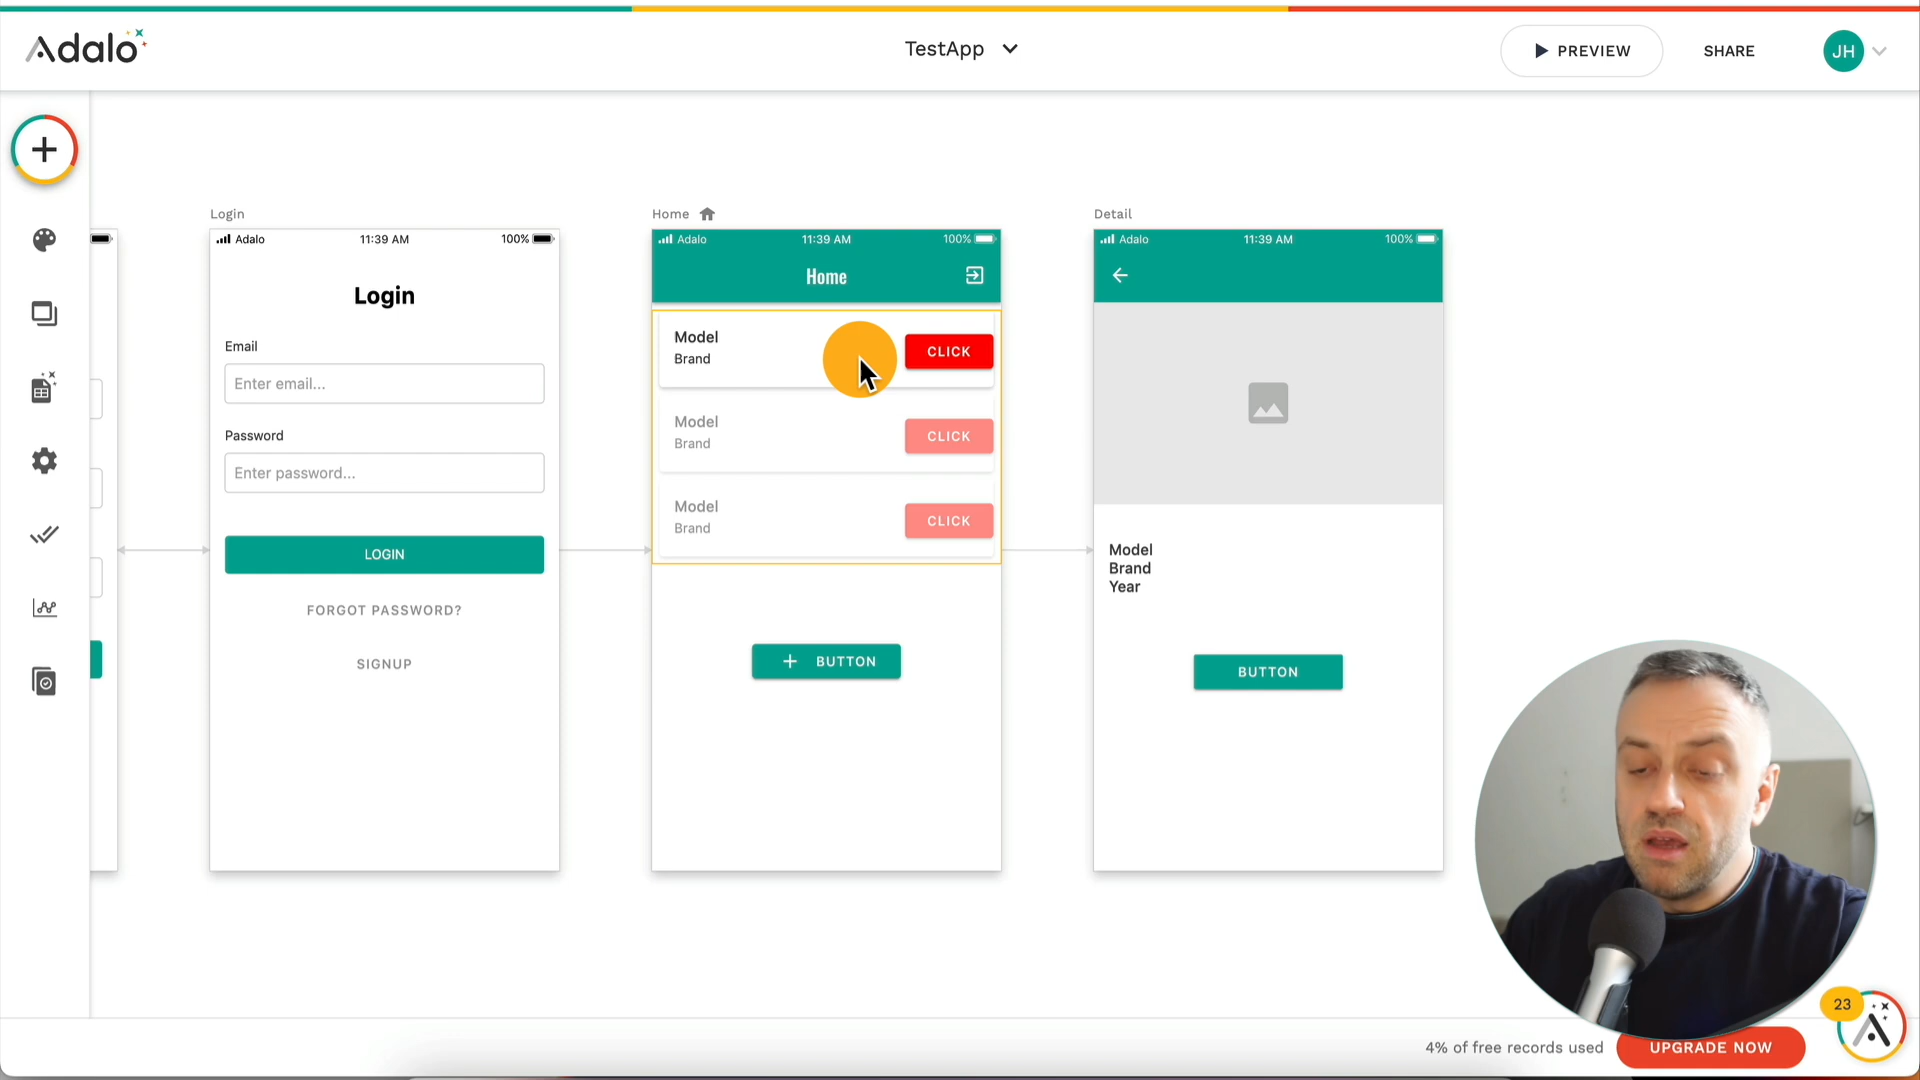 Adalo
TestApp
PREVIEW
SHARE
JH
Login
Adalo
11:39 AM
100%
Login
Email
Enter email...
Password
Enter password...
LOGIN
FORGOT PASSWORD?
SIGNUP
Home
Adalo
11:39 AM
100%
Home
Model
Brand
CLICK
Model
Brand
CLICK
Model
Brand
CLICK
+ BUTTON
Detail
Adalo
11:39 AM
100%
Model
Brand
Year
BUTTON
4% of free records used
UPGRADE NOW
23